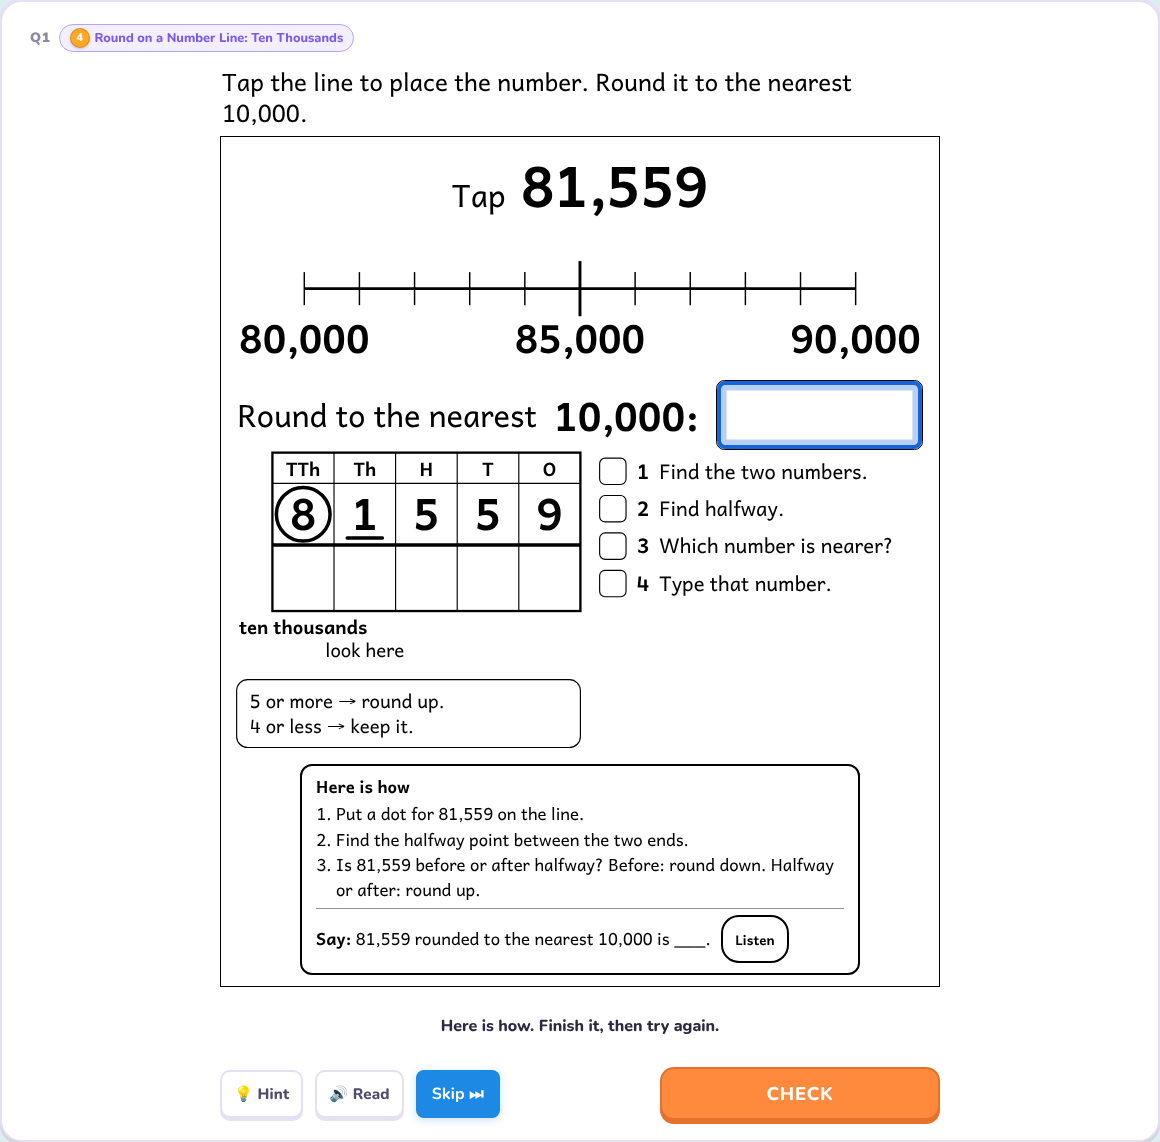 Q1 4 Round on a Number Line: Ten Thousands
Tap the line to place the number. Round it to the nearest
10,000.
Tap 81,559
80,000 85,000 90,000
Round to the nearest 10,000:
TTh Th H T O
8 1 5 5 9
1 Find the two numbers.
2 Find halfway.
3 Which number is nearer?
4 Type that number.
ten thousands
look here
5 or more → round up.
4 or less → keep it.
Here is how
1. Put a dot for 81,559 on the line.
2. Find the halfway point between the two ends.
3. Is 81,559 before or after halfway? Before: round down. Halfway
or after: round up.
Say: 81,559 rounded to the nearest 10,000 is ___. Listen
Here is how. Finish it, then try again.
💡 Hint 🔊 Read Skip ⏭ CHECK